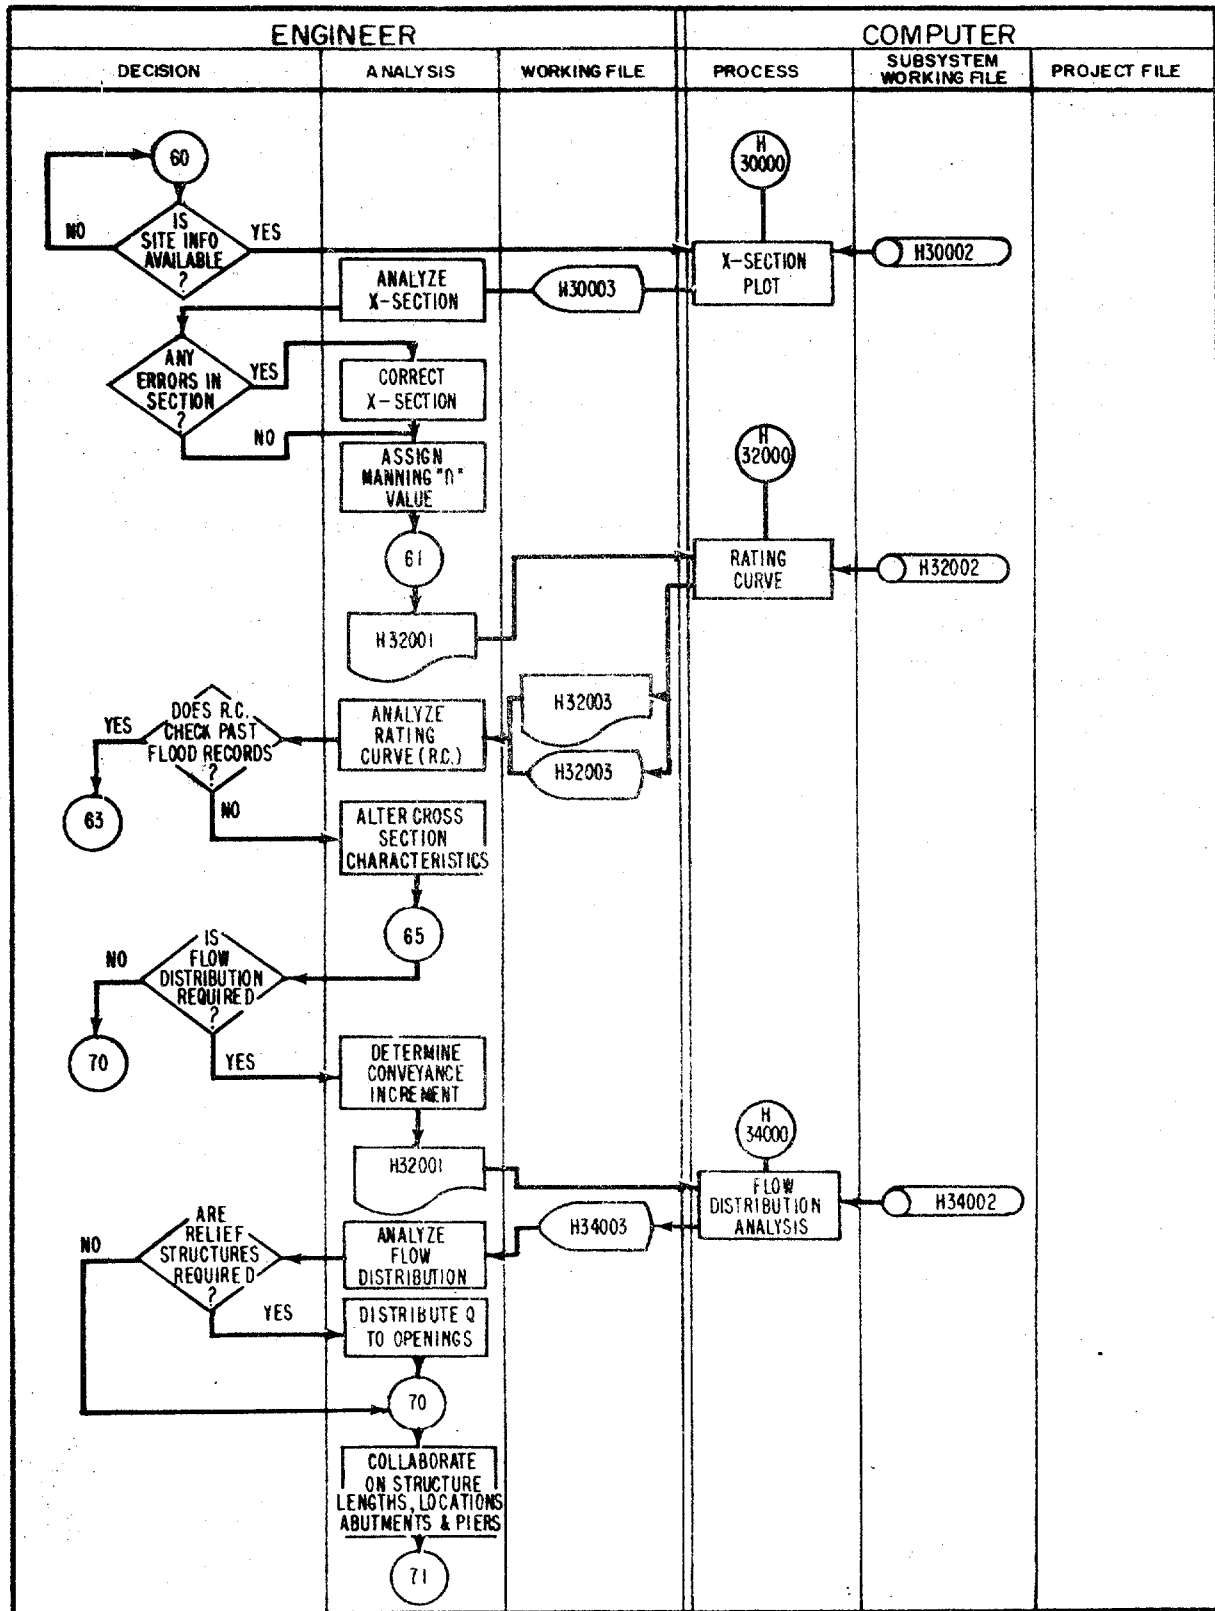 ENGINEER
COMPUTER
DECISION
ANALYSIS
WORKING FILE
PROCESS
SUBSYSTEM
WORKING FILE
PROJECT FILE
60
H
30000
IS
SITE INFO
AVAILABLE
?
NO
YES
X-SECTION
PLOT
H30002
ANALYZE
X-SECTION
H30003
ANY
ERRORS IN
SECTION
?
YES
NO
CORRECT
X-SECTION
ASSIGN
MANNING "n"
VALUE
H
32000
61
RATING
CURVE
H32002
H32001
DOES R.C.
CHECK PAST
FLOOD RECORDS
?
YES
NO
ANALYZE
RATING
CURVE (R.C.)
H32003
H32003
63
ALTER CROSS
SECTION
CHARACTERISTICS
65
IS
FLOW
DISTRIBUTION
REQUIRED
?
NO
YES
70
DETERMINE
CONVEYANCE
INCREMENT
H
34000
H32001
FLOW
DISTRIBUTION
ANALYSIS
H34002
ARE
RELIEF
STRUCTURES
REQUIRED
?
NO
YES
ANALYZE
FLOW
DISTRIBUTION
H34003
DISTRIBUTE Q
TO OPENINGS
70
COLLABORATE
ON STRUCTURE
LENGTHS, LOCATIONS
ABUTMENTS & PIERS
71